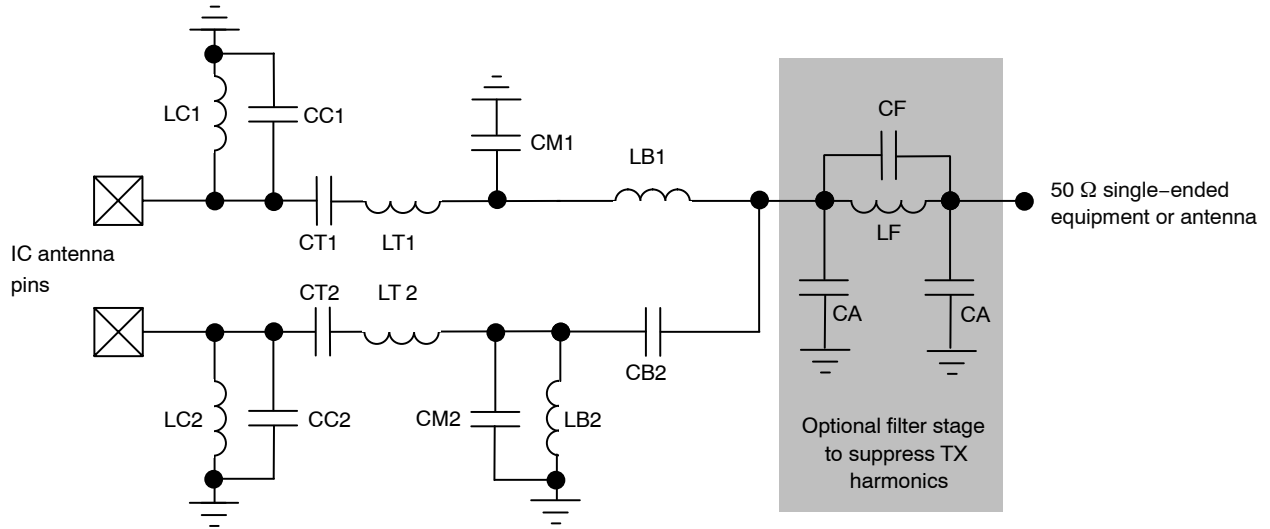 LC1
CC1
CM1
CF
LB1
50 Ω single−ended
equipment or antenna
CT1
LT1
LF
IC antenna
pins
CT2
LT 2
CA
CA
CB2
LC2
CC2
CM2
LB2
Optional filter stage
to suppress TX
harmonics